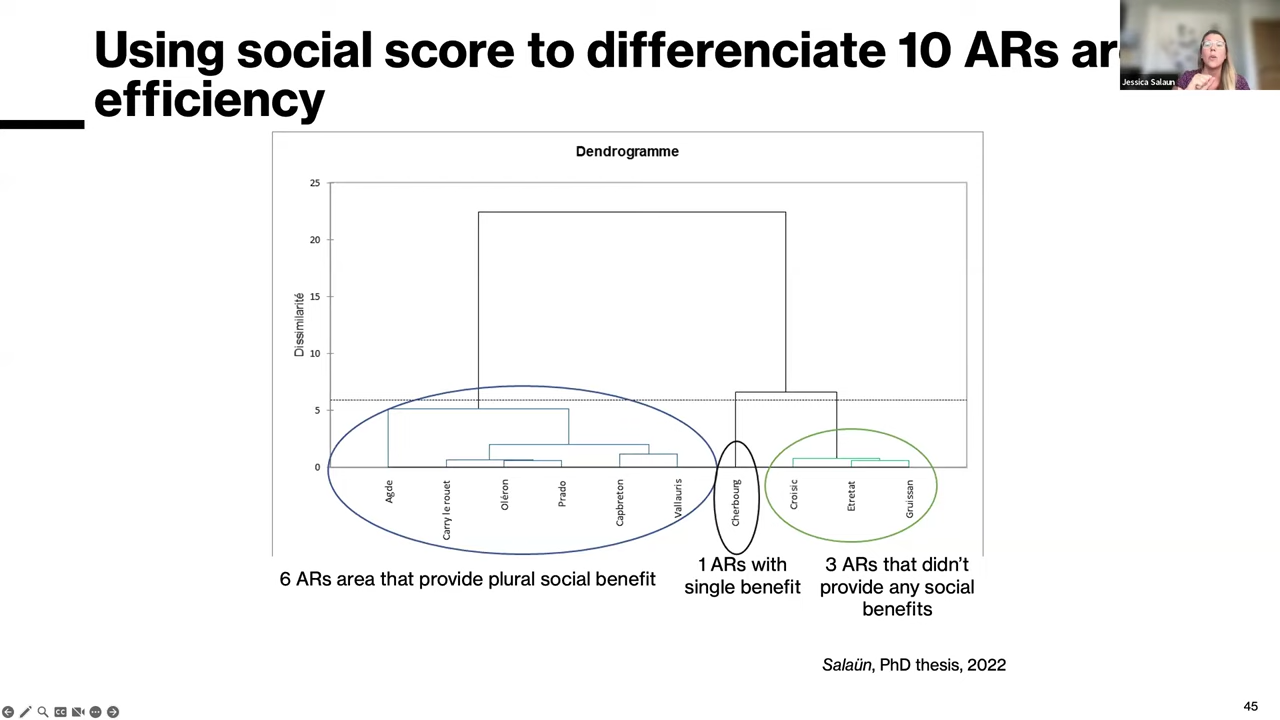 Using social score to differenciate 10 ARs
efficiency
Jessica Salaun
Dendrogramme
25
20
15
10
5
0
Dissimilarité
Agde
Carry le rouet
Oléron
Prado
Capbreton
Vallauris
Cherbourg
Croisic
Etretat
Gruissan
6 ARs area that provide plural social benefit
1 ARs with
single benefit
3 ARs that didn't
provide any social
benefits
Salaün, PhD thesis, 2022
45